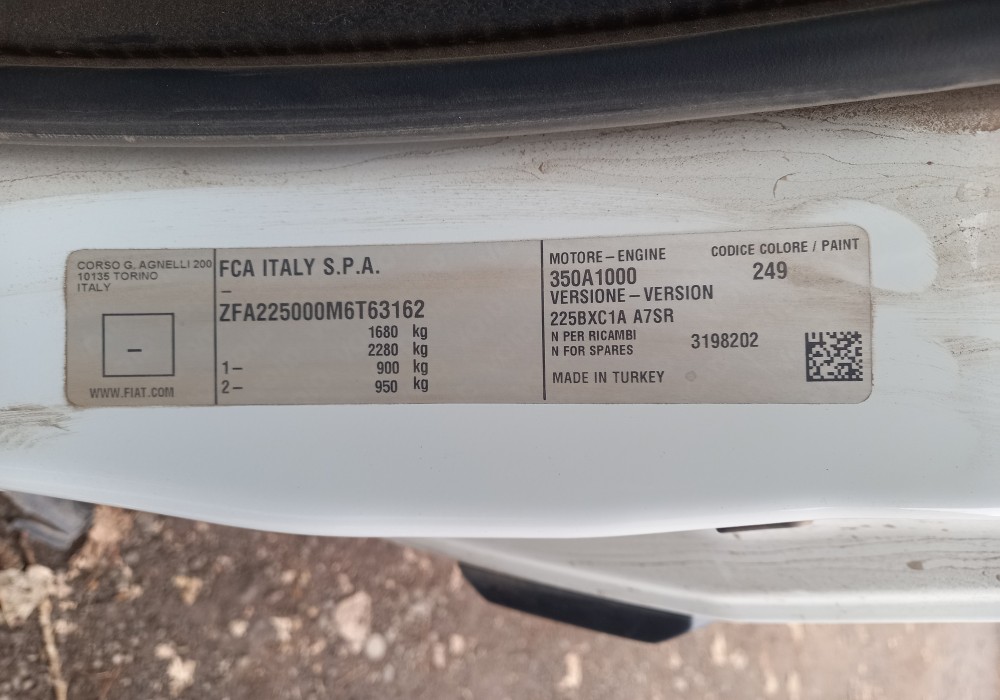 CORSO G. AGNELLI 200
10135 TORINO
ITALY
–
WWW.FIAT.COM
FCA ITALY S.P.A.
–
ZFA225000M6T63162
1680 kg
2280 kg
1– 900 kg
2– 950 kg
MOTORE – ENGINE
350A1000
VERSIONE – VERSION
225BXC1A A7SR
N PER RICAMBI
N FOR SPARES
3198202
MADE IN TURKEY
CODICE COLORE / PAINT
249